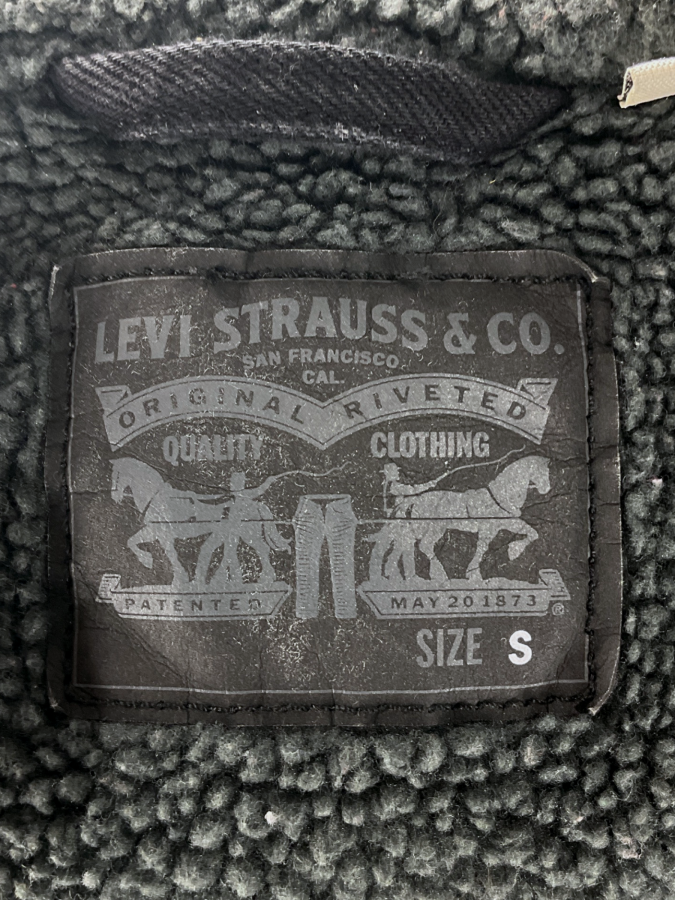 LEVI STRAUSS & CO.
SAN FRANCISCO
CAL.
ORIGINAL RIVETED
QUALITY CLOTHING
PATENTED MAY 20 1873 ®
SIZE S